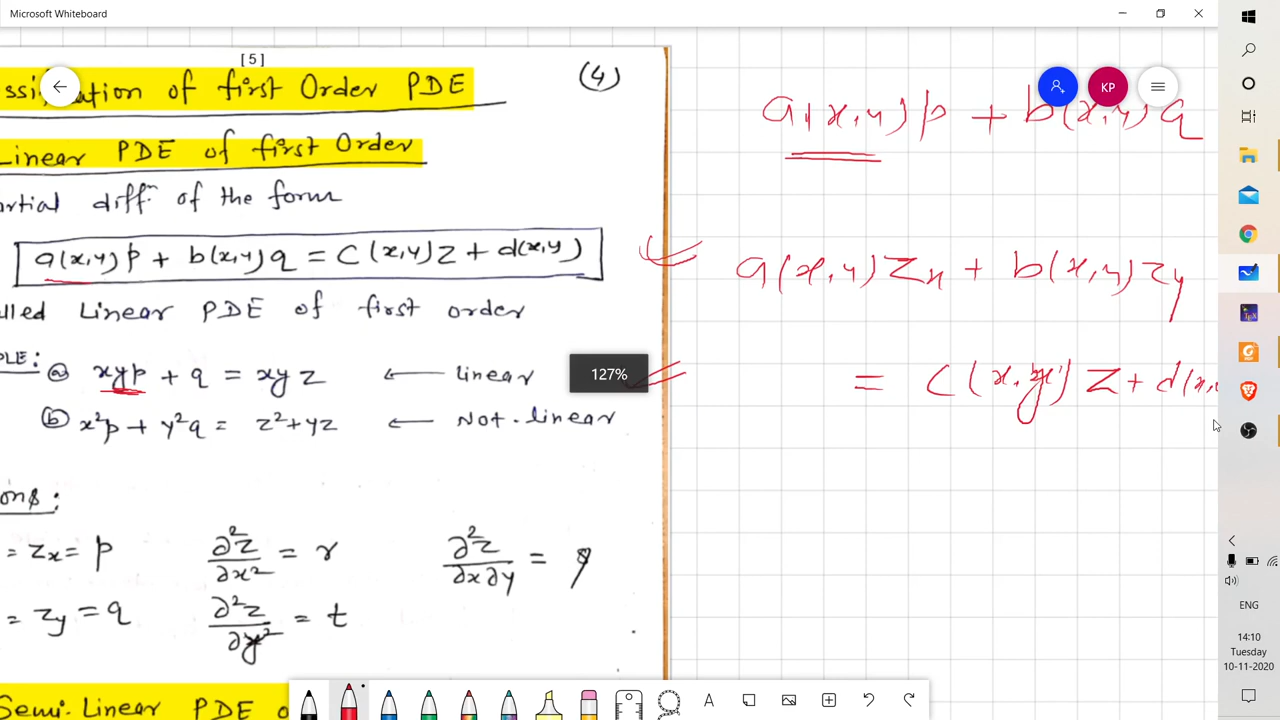 Microsoft Whiteboard
[5]
ssification of first Order PDE
(4)
Linear PDE of first Order
artial diffⁿ of the form
a(x,y)p + b(x,y)q = C(x,y)z + d(x,y)
alled Linear PDE of first order
PLE: (a) xyp + q = xyz ← linear
(b) x²p + y²q = z²+yz ← Not-linear
ons:
= zx = p ∂²z/∂x² = r ∂²z/∂x∂y = s
= zy = q ∂²z/∂y² = t
Semi-Linear PDE o
a(x,y)p + b(x,y)q
a(x,y)zx + b(x,y)zy
= C(x,y)z + d(x,
127%
KP
A
ENG
14:10
Tuesday
10-11-2020